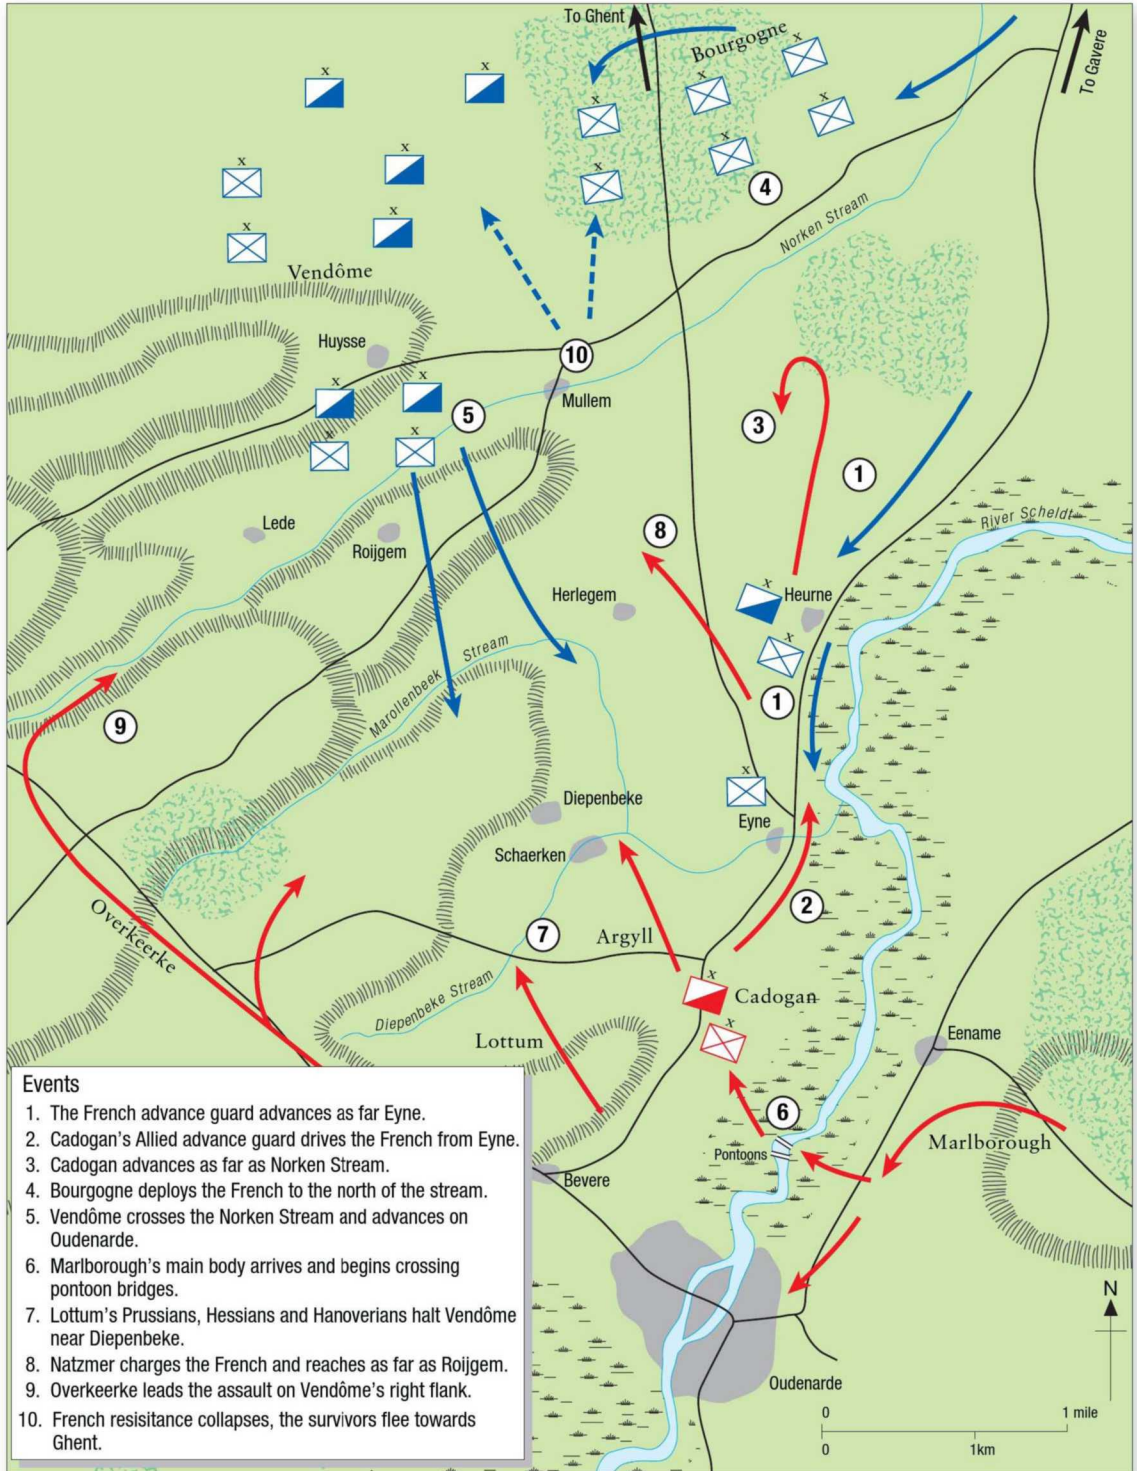 To Ghent
Bourgogne
To Gavere
x
x
x
x
x
x
x
x
x
x
x
4
Norken Stream
Vendôme
Huysse
10
Mullem
x
x
5
x
x
3
1
River Scheldt
Lede
Roijgem
8
Herlegem
x
Heurne
x
Marollenbeek Stream
1
9
x
Diepenbeke
Eyne
Schaerken
2
Overkeerke
7
Argyll
x
Cadogan
Diepenbeke Stream
x
Lottum
Eename
6
Marlborough
Pontoons
Bevere
N
Oudenarde
0 1 mile
0 1km
Events
1. The French advance guard advances as far Eyne.
2. Cadogan's Allied advance guard drives the French from Eyne.
3. Cadogan advances as far as Norken Stream.
4. Bourgogne deploys the French to the north of the stream.
5. Vendôme crosses the Norken Stream and advances on
Oudenarde.
6. Marlborough's main body arrives and begins crossing
pontoon bridges.
7. Lottum's Prussians, Hessians and Hanoverians halt Vendôme
near Diepenbeke.
8. Natzmer charges the French and reaches as far as Roijgem.
9. Overkeerke leads the assault on Vendôme's right flank.
10. French resisitance collapses, the survivors flee towards
Ghent.